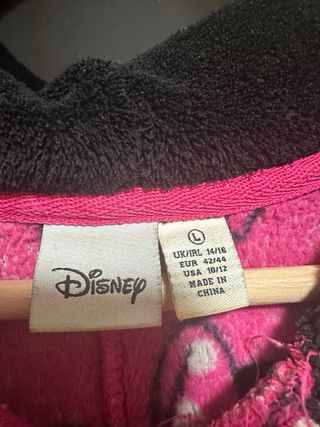 Disney
L
UK/IRL 14/16
EUR 42/44
USA 10/12
MADE IN
CHINA